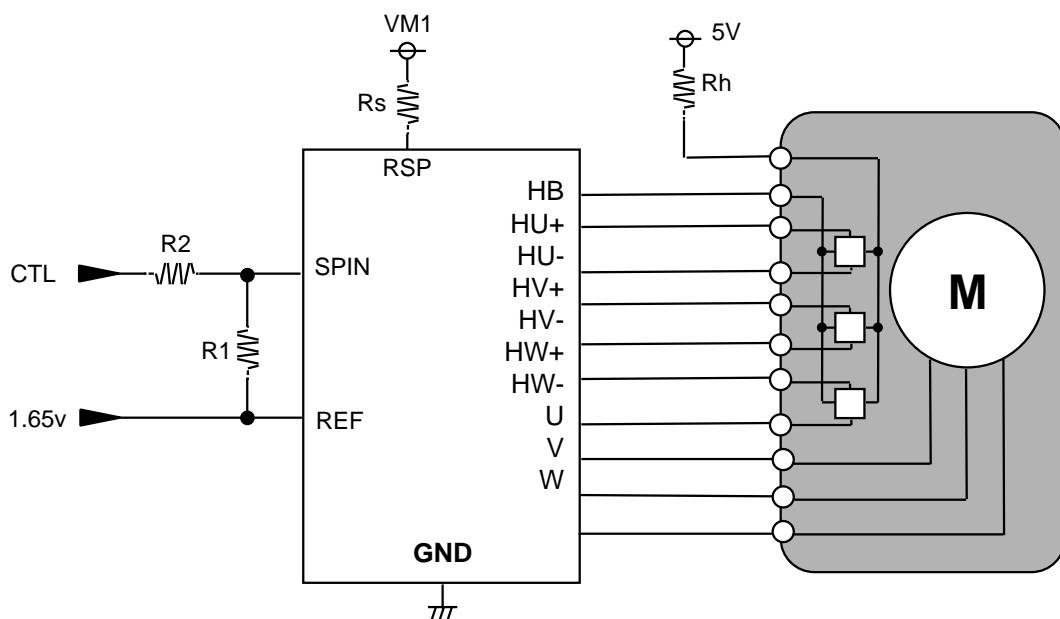 VM1
5V
Rs
Rh
RSP
HB
HU+
R2
HU-
CTL
SPIN
HV+
HV-
M
R1
HW+
HW-
1.65v
REF
U
V
W
GND